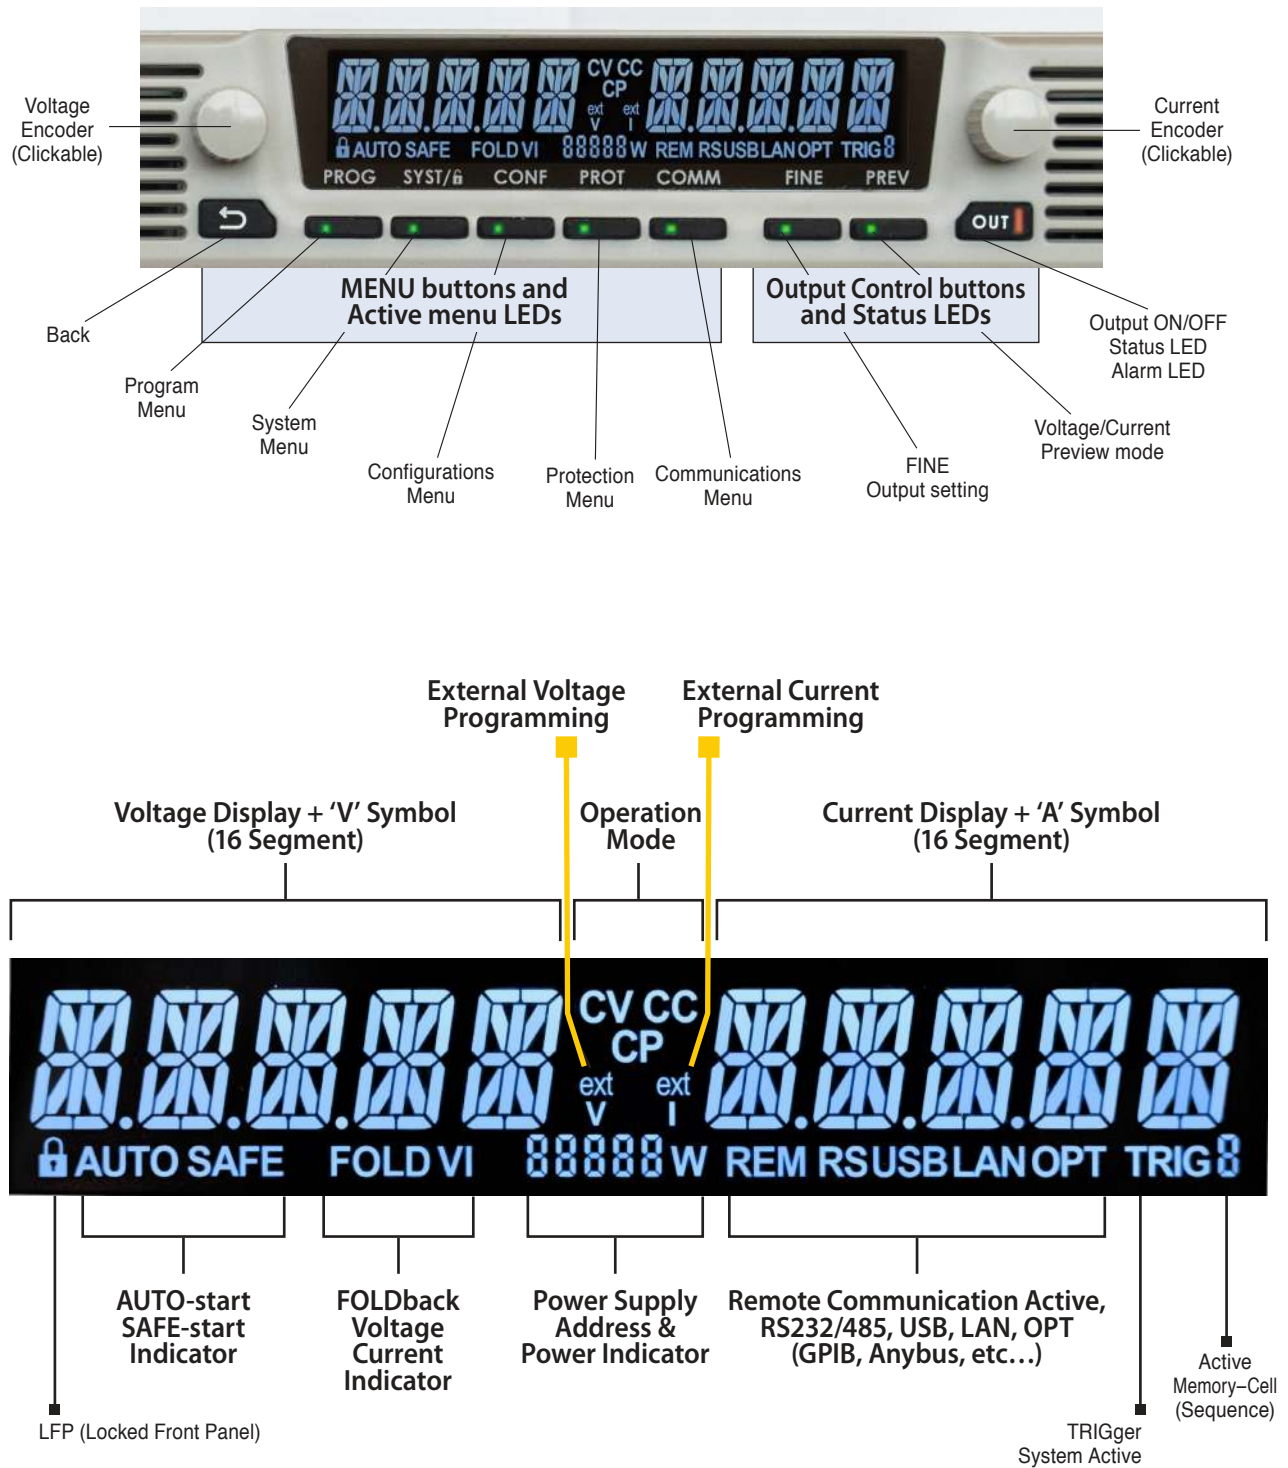 Voltage
Encoder
(Clickable)
CV CC
CP
ext ext
V I
AUTO SAFE FOLD VI 88888 W REM RS USB LAN OPT TRIG 8
PROG SYST/ CONF PROT COMM FINE PREV
OUT
Current
Encoder
(Clickable)
MENU buttons and
Active menu LEDs
Output Control buttons
and Status LEDs
Back
Program
Menu
System
Menu
Configurations
Menu
Protection
Menu
Communications
Menu
FINE
Output setting
Voltage/Current
Preview mode
Output ON/OFF
Status LED
Alarm LED
External Voltage
Programming
External Current
Programming
Voltage Display + ‘V’ Symbol
(16 Segment)
Operation
Mode
Current Display + ‘A’ Symbol
(16 Segment)
CV CC
CP
ext ext
V I
AUTO SAFE FOLD VI 88888 W REM RS USB LAN OPT TRIG 8
AUTO-start
SAFE-start
Indicator
FOLDback
Voltage
Current
Indicator
Power Supply
Address &
Power Indicator
Remote Communication Active,
RS232/485, USB, LAN, OPT
(GPIB, Anybus, etc…)
Active
Memory–Cell
(Sequence)
LFP (Locked Front Panel)
TRIGger
System Active